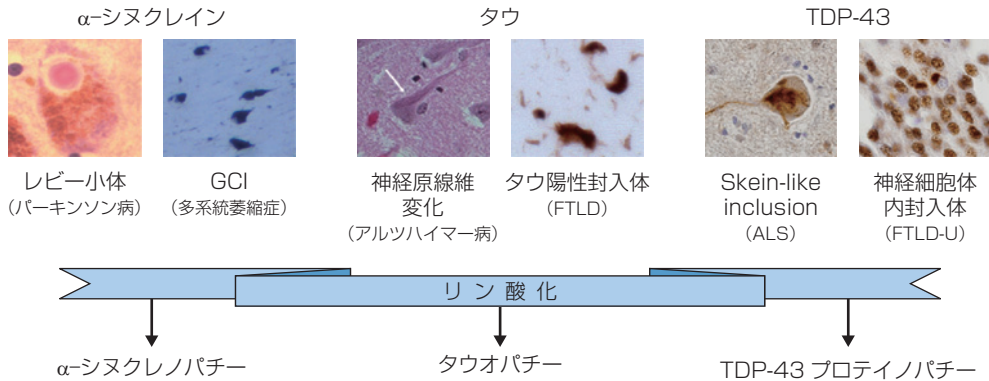 α-シヌクレイン
タウ
TDP-43
レビー小体
（パーキンソン病）
GCI
（多系統萎縮症）
神経原線維
変化
（アルツハイマー病）
タウ陽性封入体
（FTLD）
Skein-like
inclusion
（ALS）
神経細胞体
内封入体
（FTLD-U）
リン酸化
α-シヌクレノパチー
タウオパチー
TDP-43 プロテイノパチー